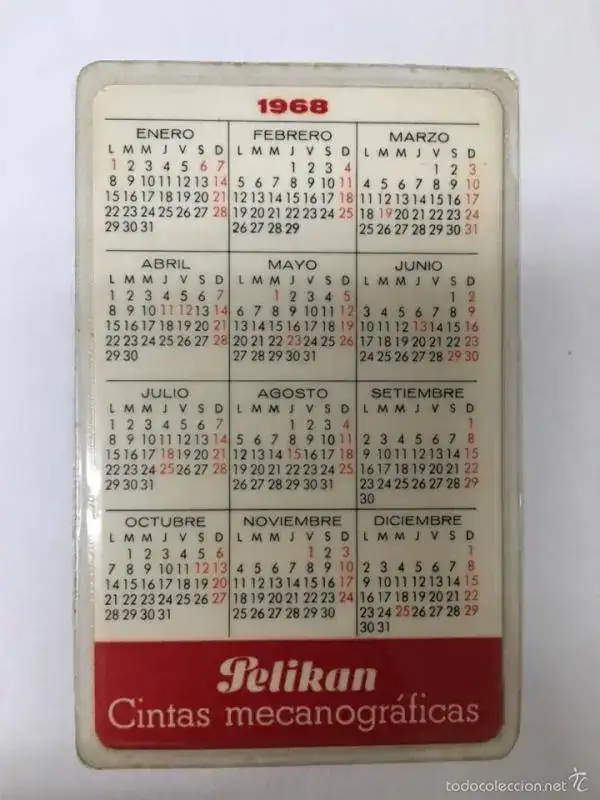 1968
ENERO FEBRERO MARZO
L M M J V S D L M M J V S D L M M J V S D
1 2 3 4 5 6 7 1 2 3 4 1 2 3
8 9 10 11 12 13 14 5 6 7 8 9 10 11 4 5 6 7 8 9 10
15 16 17 18 19 20 21 12 13 14 15 16 17 18 11 12 13 14 15 16 17
22 23 24 25 26 27 28 19 20 21 22 23 24 25 18 19 20 21 22 23 24
29 30 31 26 27 28 29 25 26 27 28 29 30 31
ABRIL MAYO JUNIO
L M M J V S D L M M J V S D L M M J V S D
1 2 3 4 5 6 7 1 2 3 4 5 1 2
8 9 10 11 12 13 14 6 7 8 9 10 11 12 3 4 5 6 7 8 9
15 16 17 18 19 20 21 13 14 15 16 17 18 19 10 11 12 13 14 15 16
22 23 24 25 26 27 28 20 21 22 23 24 25 26 17 18 19 20 21 22 23
29 30 27 28 29 30 31 24 25 26 27 28 29 30
JULIO AGOSTO SETIEMBRE
L M M J V S D L M M J V S D L M M J V S D
1 2 3 4 5 6 7 1 2 3 4 1
8 9 10 11 12 13 14 5 6 7 8 9 10 11 2 3 4 5 6 7 8
15 16 17 18 19 20 21 12 13 14 15 16 17 18 9 10 11 12 13 14 15
22 23 24 25 26 27 28 19 20 21 22 23 24 25 16 17 18 19 20 21 22
29 30 31 26 27 28 29 30 31 23 24 25 26 27 28 29
30
OCTUBRE NOVIEMBRE DICIEMBRE
L M M J V S D L M M J V S D L M M J V S D
1 2 3 4 5 6 1 2 3 1
7 8 9 10 11 12 13 4 5 6 7 8 9 10 2 3 4 5 6 7 8
14 15 16 17 18 19 20 11 12 13 14 15 16 17 9 10 11 12 13 14 15
21 22 23 24 25 26 27 18 19 20 21 22 23 24 16 17 18 19 20 21 22
28 29 30 31 25 26 27 28 29 30 23 24 25 26 27 28 29
30 31
Pelikan
Cintas mecanográficas
todocoleccion.net